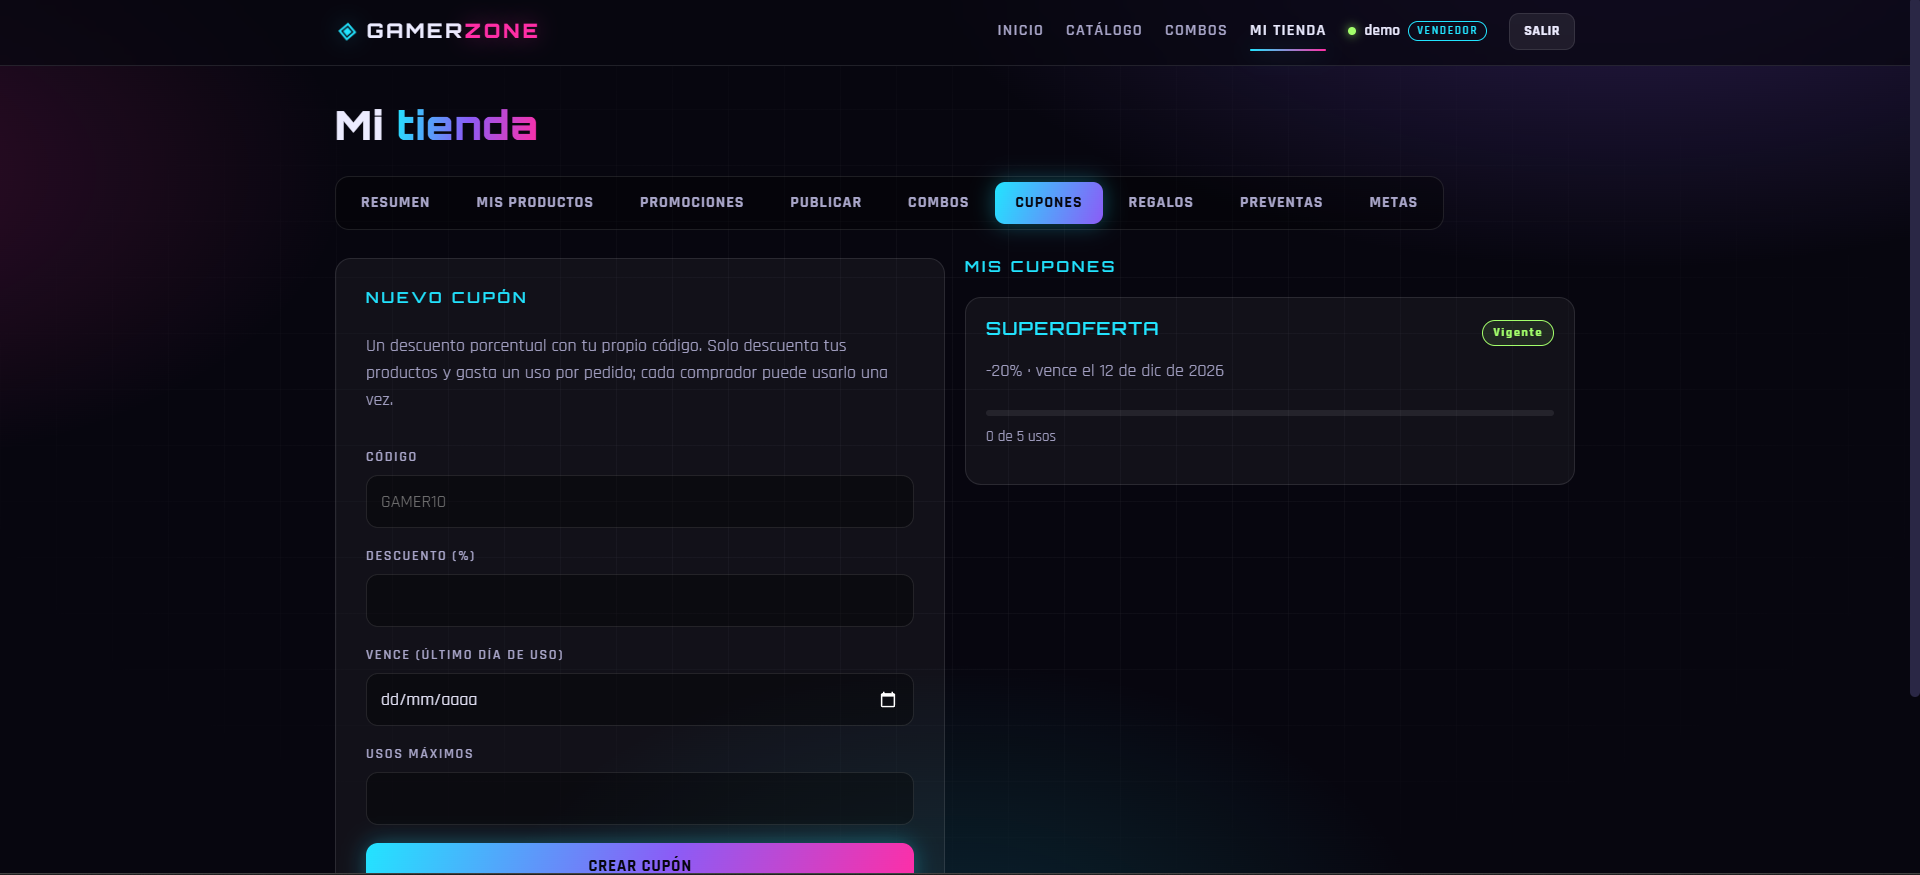 GAMERZONE
INICIO CATÁLOGO COMBOS MI TIENDA demo VENDEDOR SALIR
Mi tienda
RESUMEN MIS PRODUCTOS PROMOCIONES PUBLICAR COMBOS CUPONES REGALOS PREVENTAS METAS
NUEVO CUPÓN
Un descuento porcentual con tu propio código. Solo descuenta tus
productos y gasta un uso por pedido; cada comprador puede usarlo una
vez.
CÓDIGO
GAMER10
DESCUENTO (%)
VENCE (ÚLTIMO DÍA DE USO)
dd/mm/aaaa
USOS MÁXIMOS
CREAR CUPÓN
MIS CUPONES
SUPEROFERTA
Vigente
-20% · vence el 12 de dic de 2026
0 de 5 usos